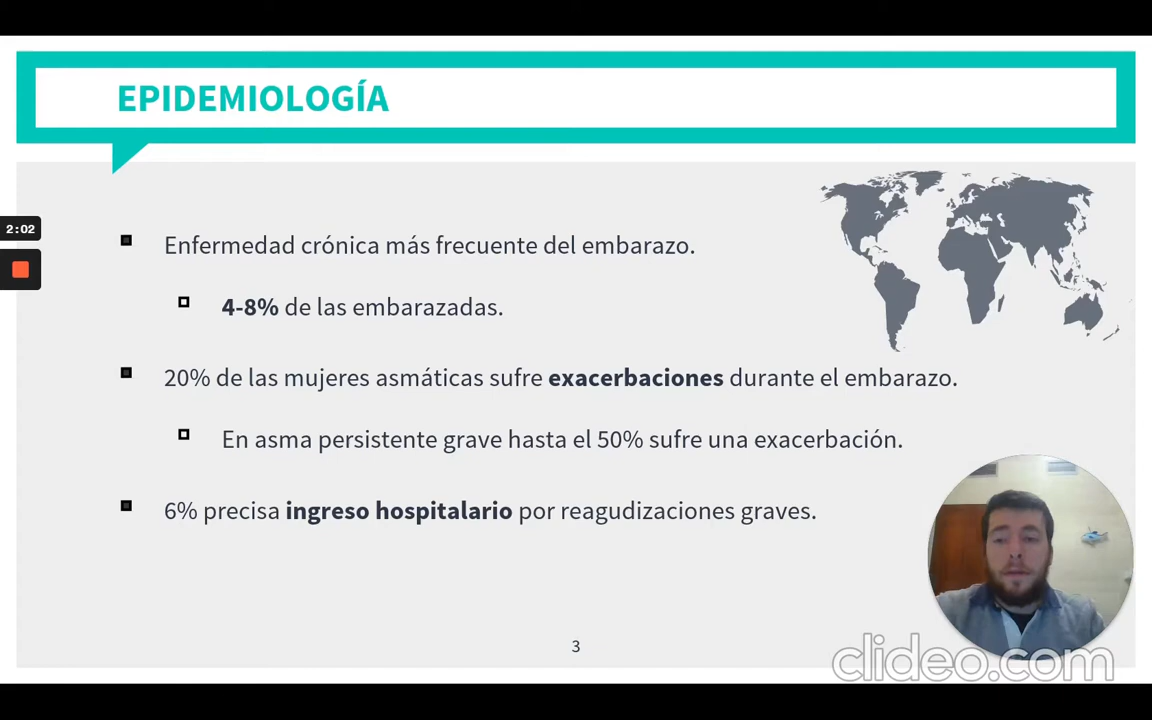 EPIDEMIOLOGÍA
2:02
Enfermedad crónica más frecuente del embarazo.
4-8% de las embarazadas.
20% de las mujeres asmáticas sufre exacerbaciones durante el embarazo.
En asma persistente grave hasta el 50% sufre una exacerbación.
6% precisa ingreso hospitalario por reagudizaciones graves.
3
clideo.com